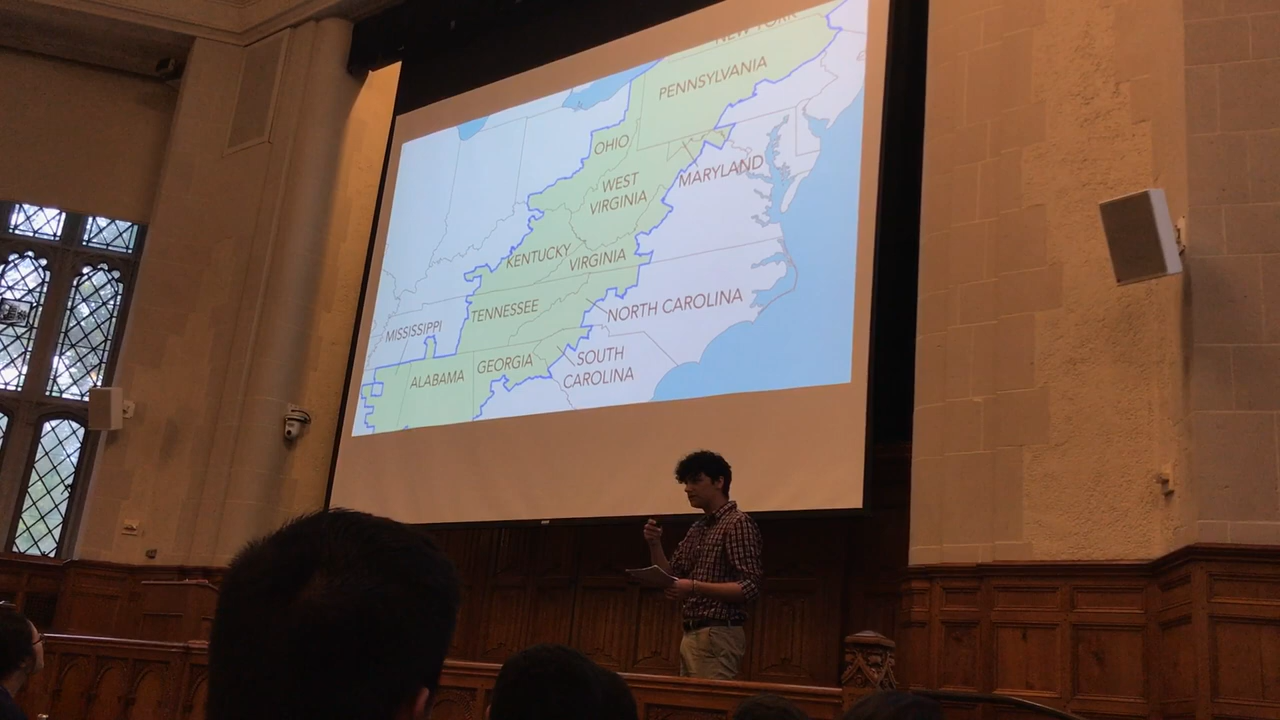 NEW YORK
PENNSYLVANIA
OHIO
MARYLAND
WEST
VIRGINIA
KENTUCKY
VIRGINIA
TENNESSEE
NORTH CAROLINA
MISSISSIPPI
ALABAMA
GEORGIA
SOUTH
CAROLINA